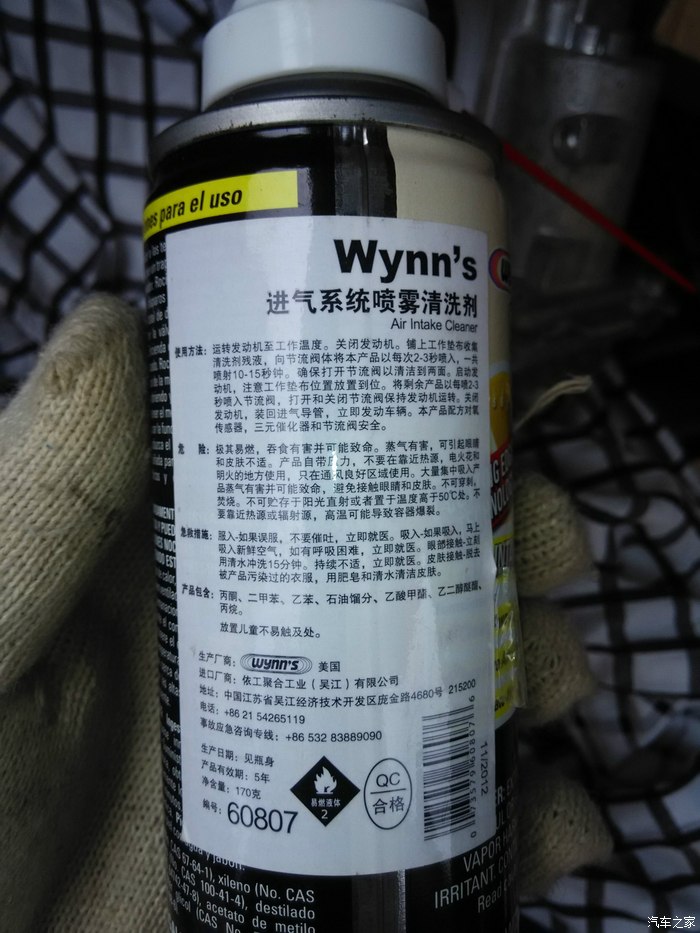 nes para el uso
Wynn's
进气系统喷雾清洗剂
Air Intake Cleaner
使用方法：运转发动机至工作温度。关闭发动机。铺上工作垫布收集
清洗剂残液，向节流阀体将本产品以每次2-3秒喷入，一共
喷射10-15秒钟。确保打开节流阀以清洁到两面。启动发
动机，注意工作垫布位置放置到位。将剩余产品以每喷2-3
秒喷入节流阀，打开和关闭节流阀保持发动机运转。关闭
发动机，装回进气导管，立即发动车辆。本产品配方对氧
传感器，三元催化器和节流阀安全。
危 险：极其易燃，吞食有害并可能致命。蒸气有害，可引起眼睛
和皮肤不适。产品自带压力，不要在靠近热源，电火花和
明火的地方使用，只在通风良好区域使用。大量集中吸入产
品蒸气有害并可能致命，避免接触眼睛和皮肤。不可穿刺，
焚烧。不可贮存于阳光直射或者置于温度高于50℃处。不
要靠近热源或辐射源，高温可能导致容器爆裂。
急救措施：服入-如果误服，不要催吐，立即就医。吸入-如果吸入，马上
吸入新鲜空气，如有呼吸困难，立即就医。眼部接触-立刻
用清水冲洗15分钟。持续不适，立即就医。皮肤接触-脱去
被产品污染过的衣服，用肥皂和清水清洁皮肤。
产品包含：丙酮、二甲苯、乙苯、石油馏分、乙酸甲酯、乙二醇醚酯、
丙烷。
放置儿童不易触及处。
生产厂商：WYNN'S 美国
进口厂商：依工聚合工业（吴江）有限公司
地址：中国江苏省吴江经济技术开发区庞金路4680号 215200
电话：+86 21 54265119
事故应急咨询专线：+86 532 83889090
生产日期：见瓶身
产品有效期：5年
净含量：170克
编号：60807
易燃液体
2
QC
合格
11/2012
CAS 67-64-1), xileno (No. CAS
CAS 100-41-4), destilado
acetato de metilo
VAPOR
IRRITANT.
Read
汽车之家